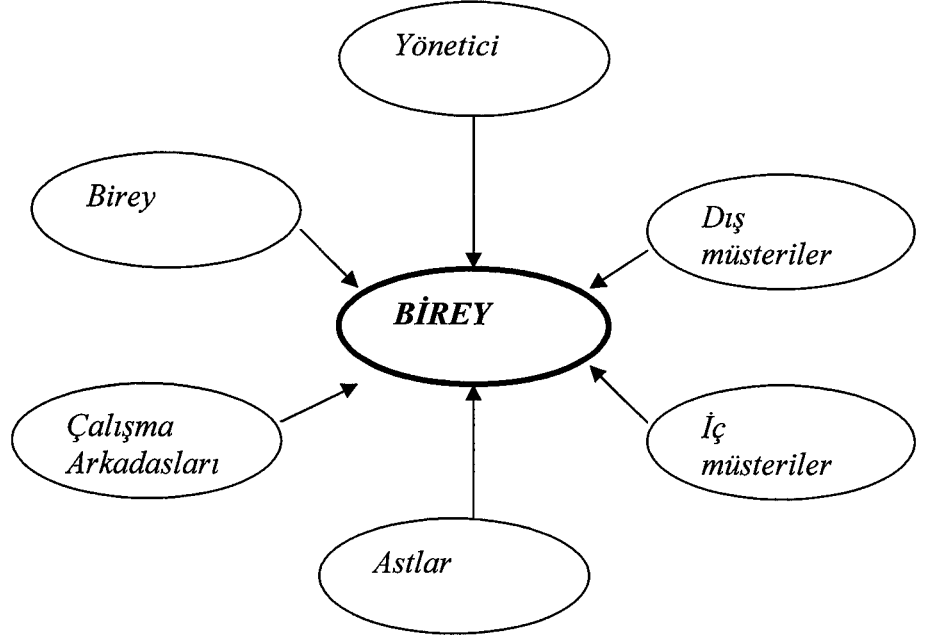 Yönetici
Birey
Dış
müsteriler
BİREY
Çalışma
Arkadasları
İç
müsteriler
Astlar